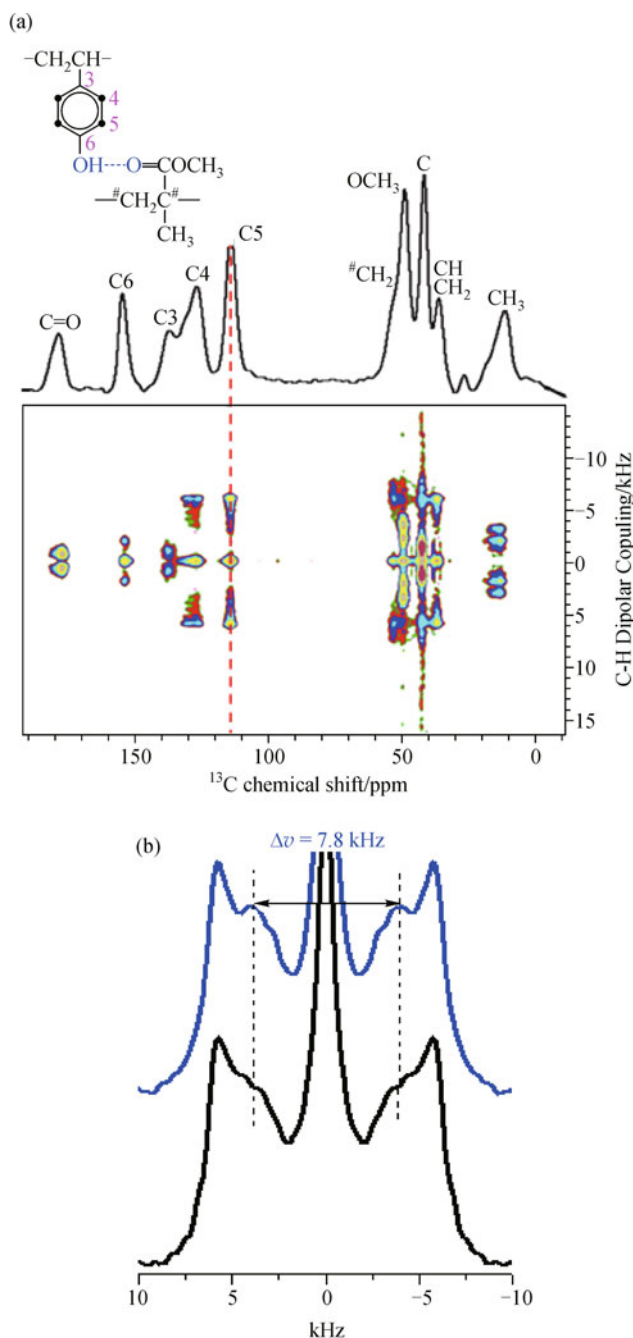 (a)
–CH₂CH–
3
4
5
6
OH----O=COCH₃
—#CH₂C#—
CH₃
C=O
C6
C3
C4
C5
#CH₂
OCH₃
C
CH
CH₂
CH₃
−10
−5
0
5
10
15
C-H Dipolar Copuling/kHz
150 100 50 0
¹³C chemical shift/ppm
(b)
Δν = 7.8 kHz
10 5 0 −5 −10
kHz